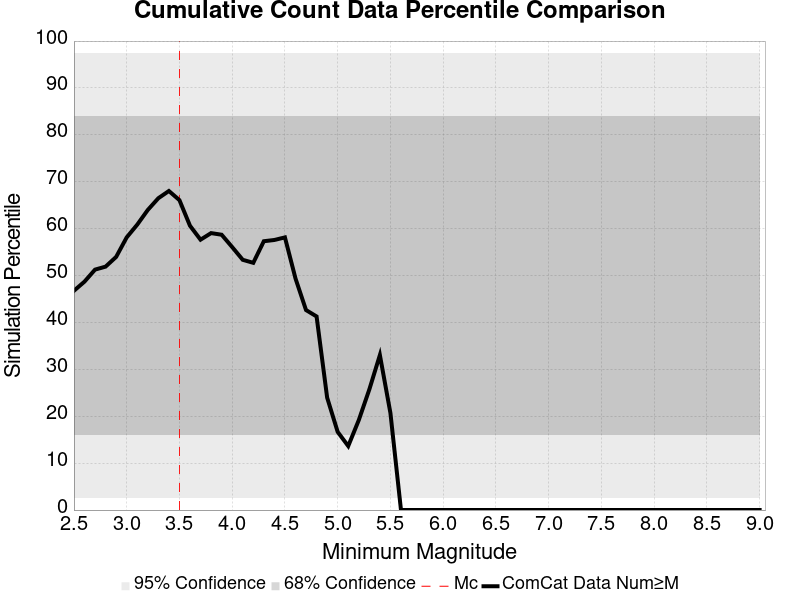 Cumulative Count Data Percentile Comparison
100
90
80
70
60
50
40
30
20
10
0
Simulation Percentile
2.5 3.0 3.5 4.0 4.5 5.0 5.5 6.0 6.5 7.0 7.5 8.0 8.5 9.0
Minimum Magnitude
95% Confidence 68% Confidence Mc ComCat Data Num≥M